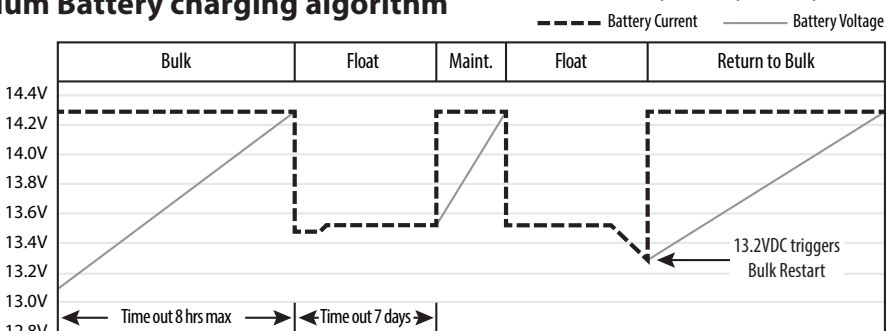 Battery charging algorithm
Battery Current
Battery Voltage
Bulk
Float
Maint.
Float
Return to Bulk
14.4V
14.2V
14.0V
13.8V
13.6V
13.4V
13.2V
13.0V
13.2VDC triggers
Bulk Restart
Time out 8 hrs max
Time out 7 days